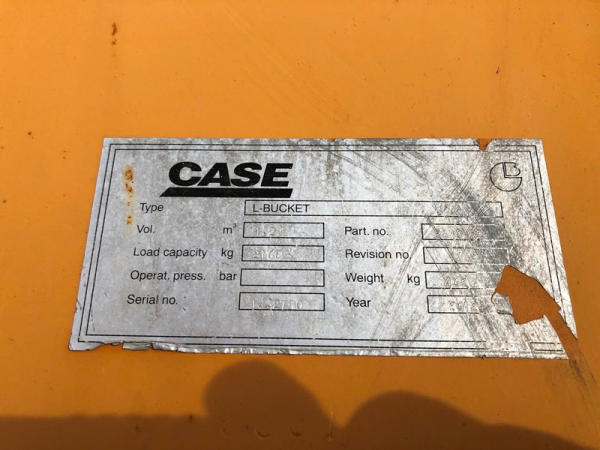 CASE
Type L-BUCKET
Vol. m³ Part. no.
Load capacity kg Revision no
Operat. press. bar Weight kg
Serial no. Year